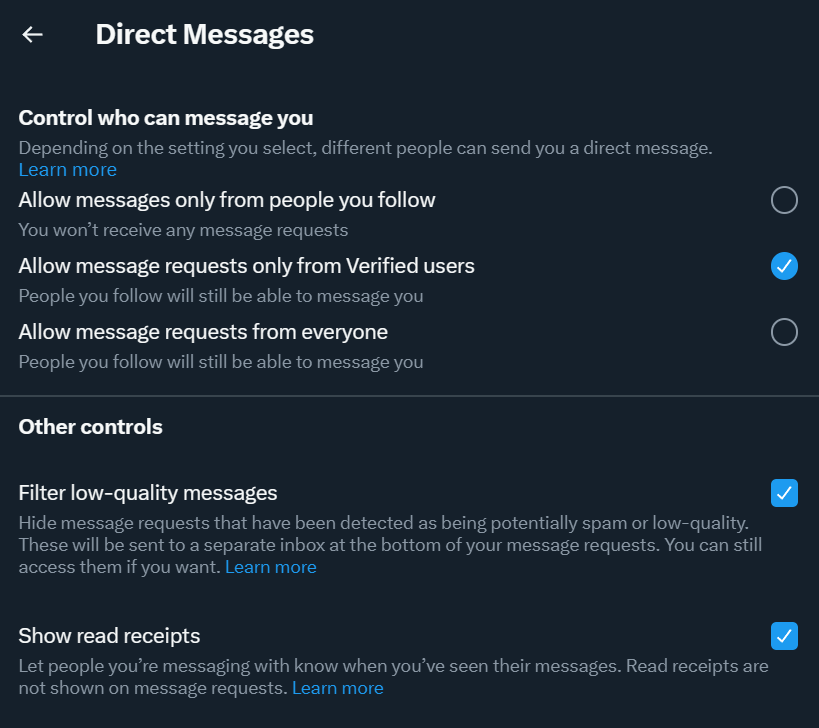 Direct Messages
Control who can message you
Depending on the setting you select, different people can send you a direct message.
Learn more
Allow messages only from people you follow
You won’t receive any message requests
Allow message requests only from Verified users
People you follow will still be able to message you
Allow message requests from everyone
People you follow will still be able to message you
Other controls
Filter low-quality messages
Hide message requests that have been detected as being potentially spam or low-quality.
These will be sent to a separate inbox at the bottom of your message requests. You can still
access them if you want. Learn more
Show read receipts
Let people you’re messaging with know when you’ve seen their messages. Read receipts are
not shown on message requests. Learn more